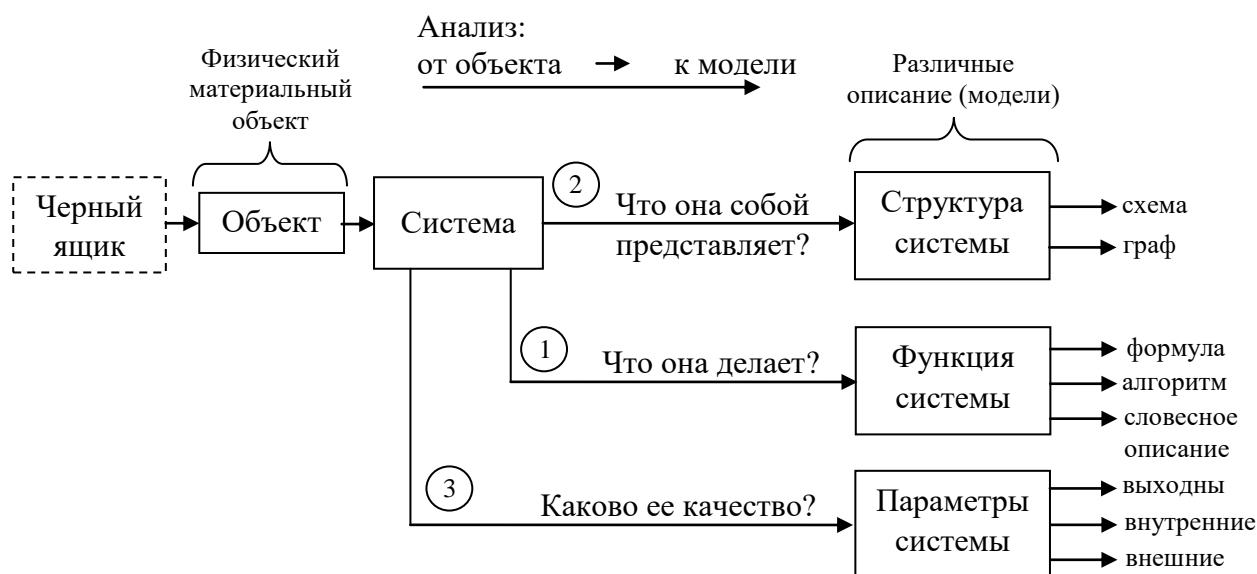 Анализ:
от объекта → к модели
Физический
материальный
объект
Различные
описание (модели)
Черный
ящик
Объект
Система
2
Что она собой
представляет?
Структура
системы
схема
граф
1
Что она делает?
Функция
системы
формула
алгоритм
словесное
описание
3
Каково ее качество?
Параметры
системы
выходны
внутренние
внешние